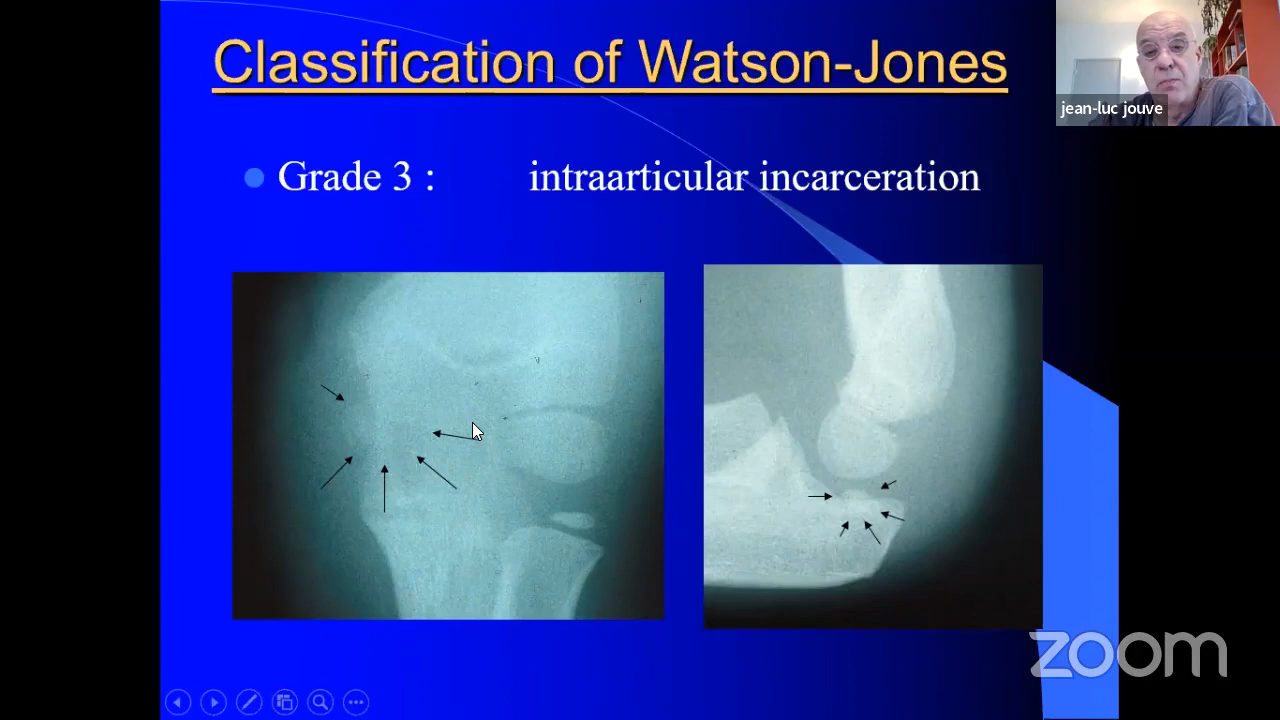 Classification of Watson-Jones
jean-luc jouve
Grade 3 : intraarticular incarceration
zoom